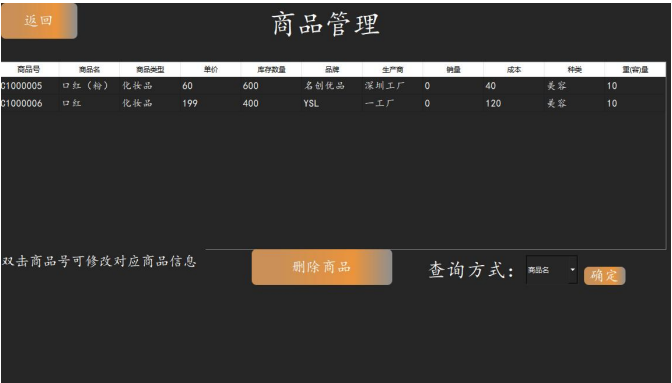 返回
商品管理
商品号 商品名 商品类型 单价 库存数量 品牌 生产商 销量 成本 种类 重(容)量
C1000005 口红（粉） 化妆品 60 600 名创优品 深圳工厂 0 40 美容 10
C1000006 口红 化妆品 199 400 YSL 一工厂 0 120 美容 10
双击商品号可修改对应商品信息
删除商品
查询方式： 商品名
确定